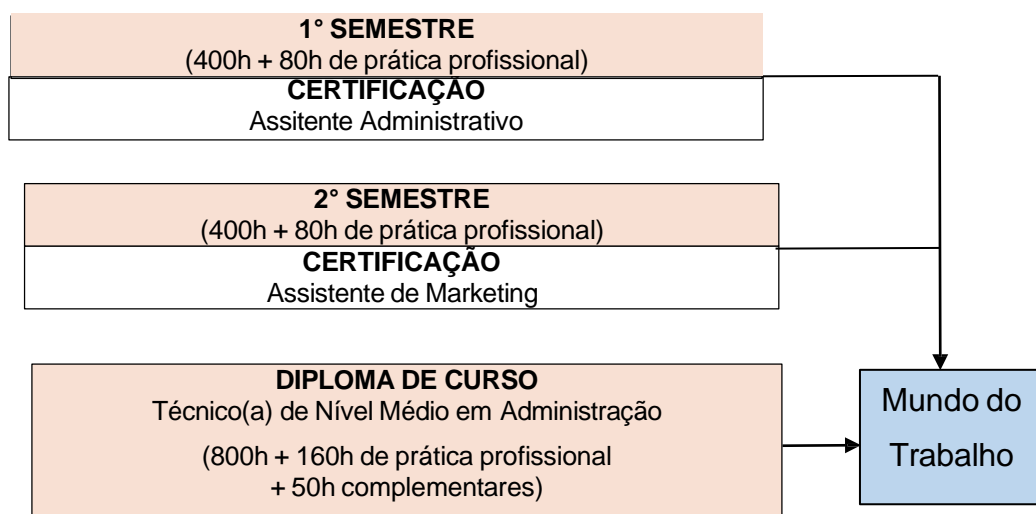 1° SEMESTRE
(400h + 80h de prática profissional)
CERTIFICAÇÃO
Assitente Administrativo
2° SEMESTRE
(400h + 80h de prática profissional)
CERTIFICAÇÃO
Assistente de Marketing
DIPLOMA DE CURSO
Técnico(a) de Nível Médio em Administração
(800h + 160h de prática profissional
+ 50h complementares)
Mundo do
Trabalho